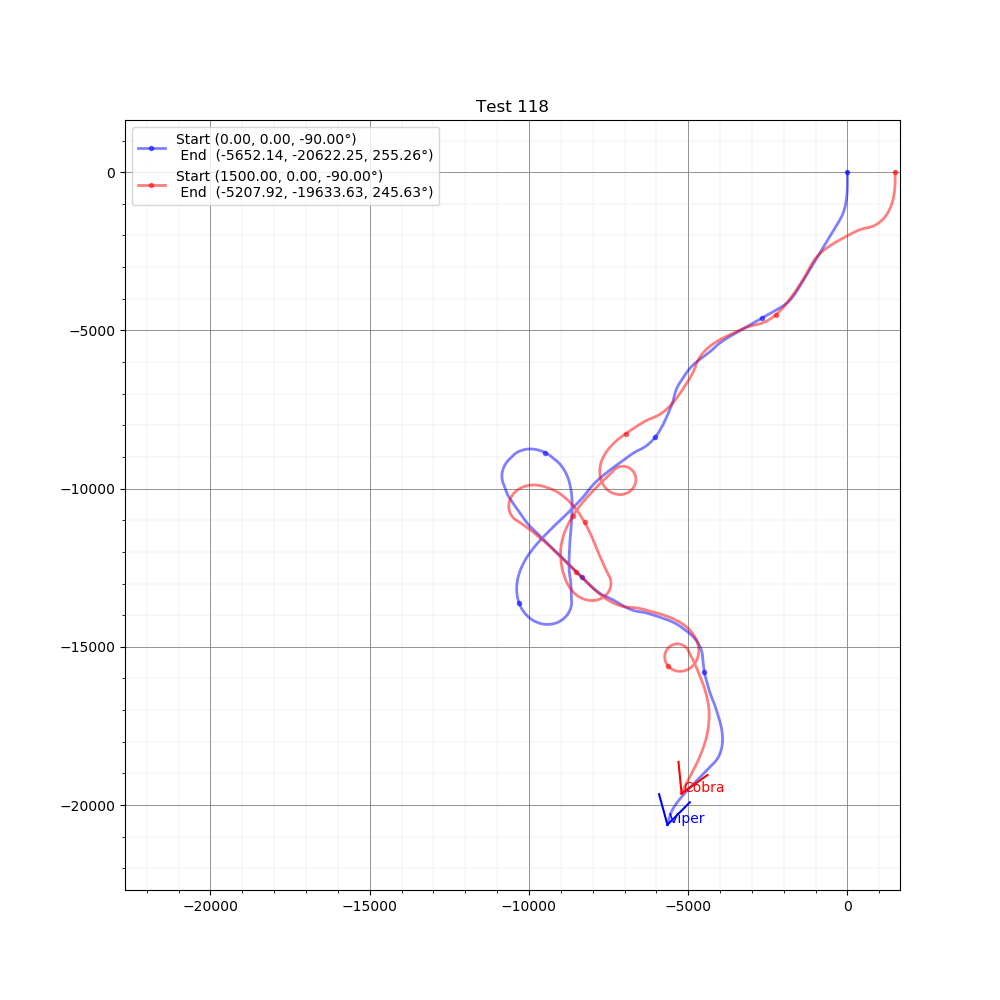 Test 118
Start (0.00, 0.00, -90.00°)
End  (-5652.14, -20622.25, 255.26°)
Start (1500.00, 0.00, -90.00°)
End  (-5207.92, -19633.63, 245.63°)
0
−5000
−10000
−15000
−20000
Cobra
Viper
−20000
−15000
−10000
−5000
0